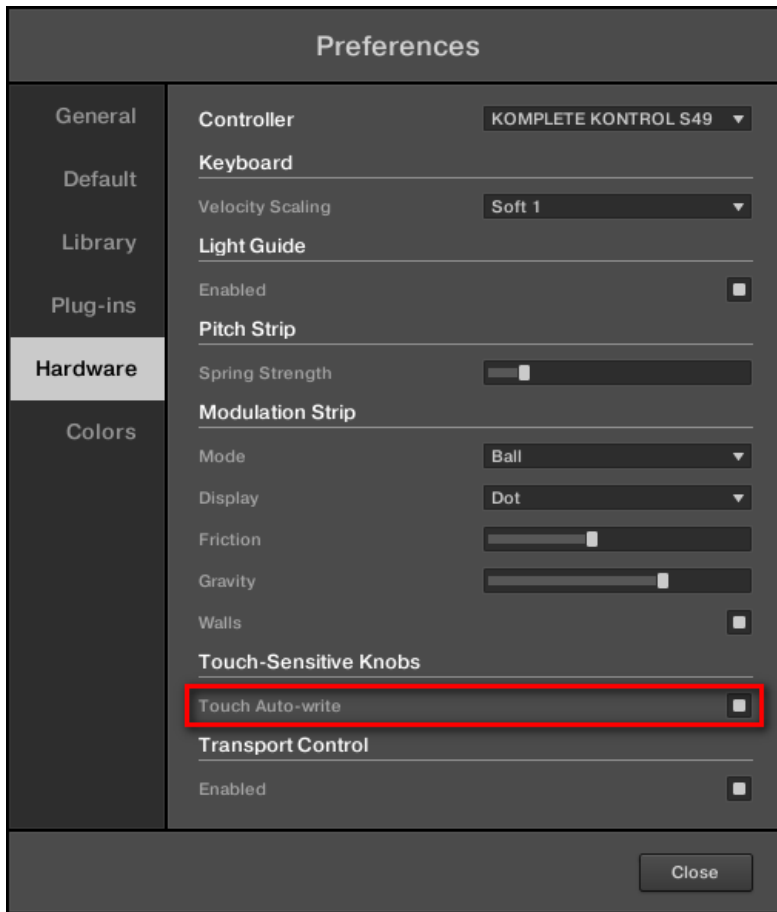 Preferences
General
Default
Library
Plug-ins
Hardware
Colors
Controller KOMPLETE KONTROL S49
Keyboard
Velocity Scaling Soft 1
Light Guide
Enabled
Pitch Strip
Spring Strength
Modulation Strip
Mode Ball
Display Dot
Friction
Gravity
Walls
Touch-Sensitive Knobs
Touch Auto-write
Transport Control
Enabled
Close